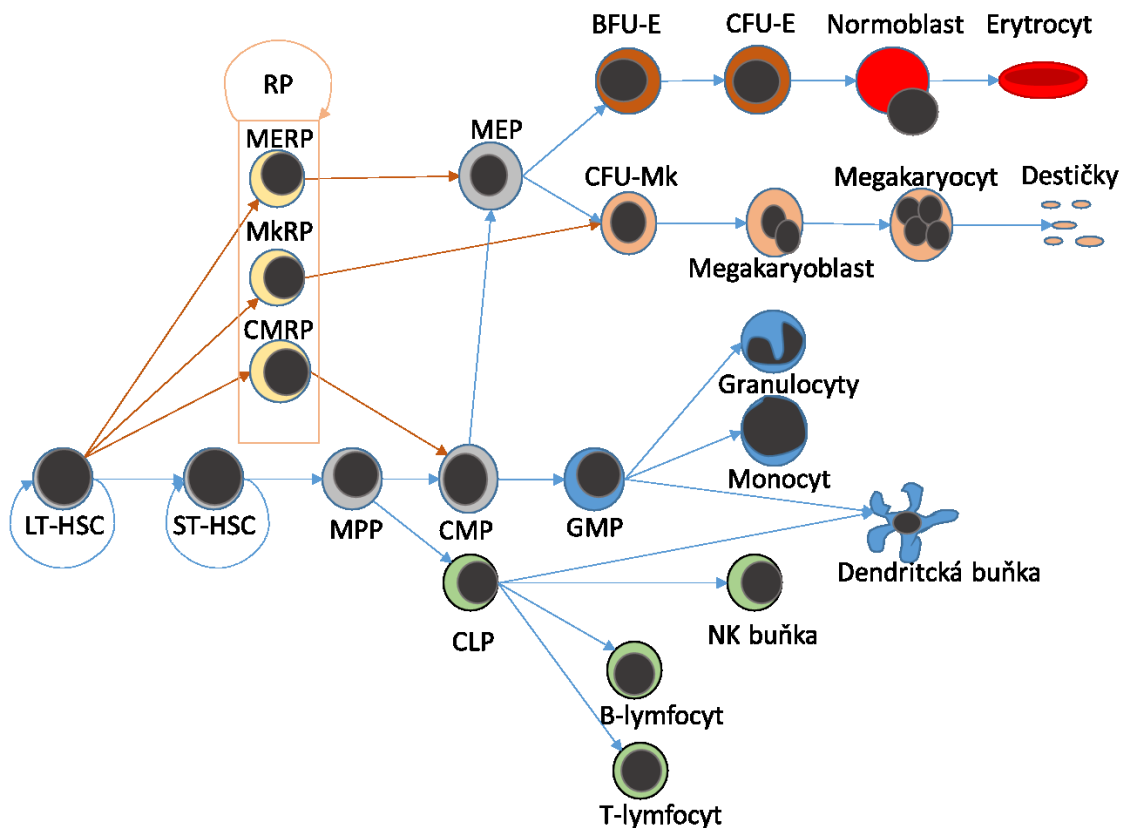 BFU-E
CFU-E
Normoblast
Erytrocyt
RP
MERP
MEP
CFU-Mk
Megakaryocyt
Destičky
MkRP
Megakaryoblast
CMRP
Granulocyty
Monocyt
LT-HSC
ST-HSC
MPP
CMP
GMP
Dendritcká buňka
CLP
NK buňka
B-lymfocyt
T-lymfocyt